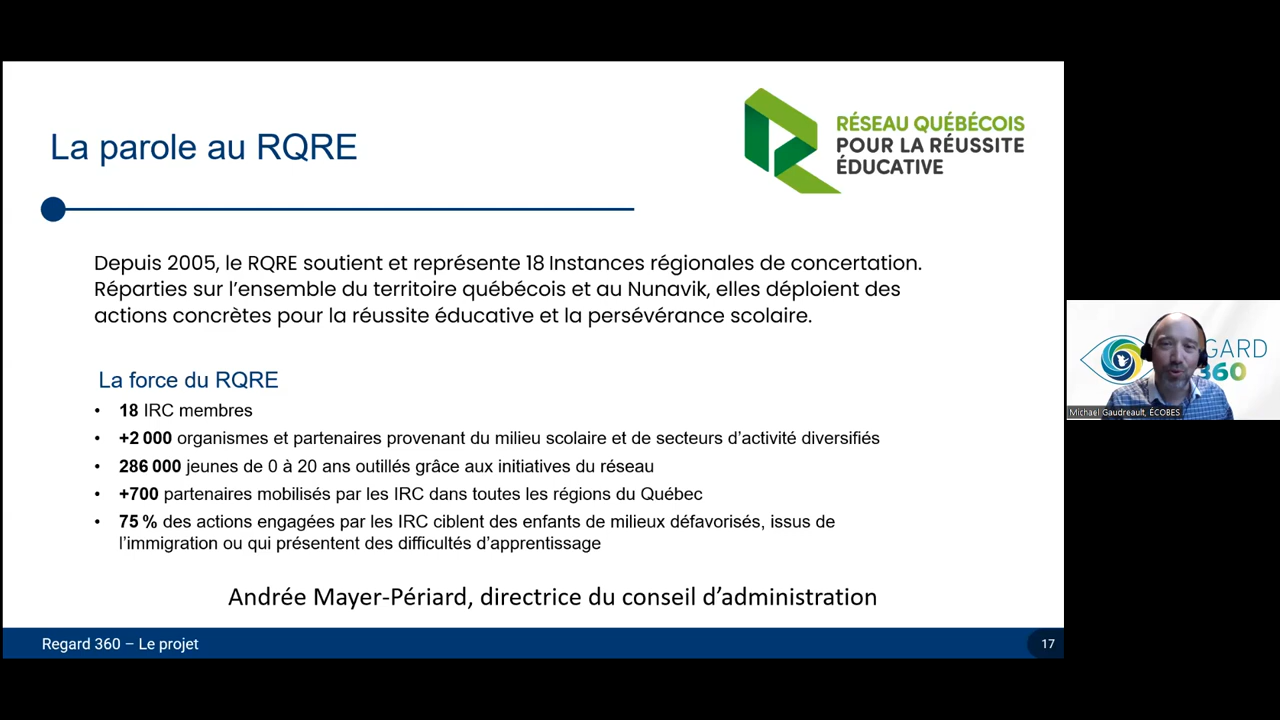 La parole au RQRE
RÉSEAU QUÉBÉCOIS
POUR LA RÉUSSITE
ÉDUCATIVE
Depuis 2005, le RQRE soutient et représente 18 Instances régionales de concertation.
Réparties sur l’ensemble du territoire québécois et au Nunavik, elles déploient des
actions concrètes pour la réussite éducative et la persévérance scolaire.
La force du RQRE
• 18 IRC membres
• +2 000 organismes et partenaires provenant du milieu scolaire et de secteurs d’activité diversifiés
• 286 000 jeunes de 0 à 20 ans outillés grâce aux initiatives du réseau
• +700 partenaires mobilisés par les IRC dans toutes les régions du Québec
• 75 % des actions engagées par les IRC ciblent des enfants de milieux défavorisés, issus de
l’immigration ou qui présentent des difficultés d’apprentissage
Andrée Mayer-Périard, directrice du conseil d’administration
Regard 360 – Le projet
17
GARD
360
Michael Gaudreault, ÉCOBES